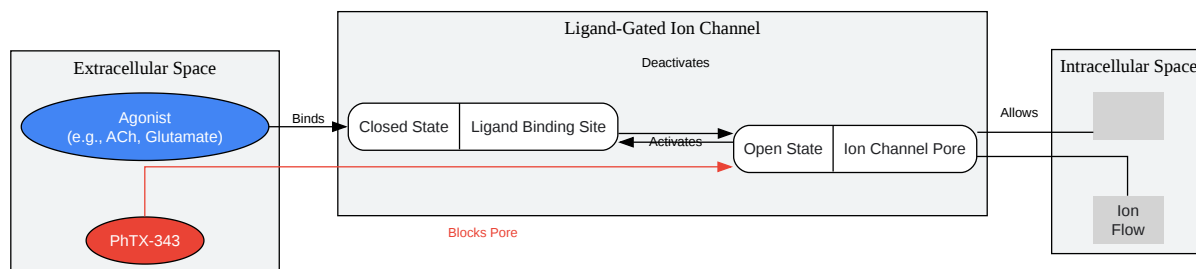 Ligand-Gated Ion Channel
Deactivates
Extracellular Space
Intracellular Space
Agonist
(e.g., ACh, Glutamate)
Binds
Closed State
Ligand Binding Site
Activates
Open State
Ion Channel Pore
Allows
PhTX-343
Blocks Pore
Ion
Flow